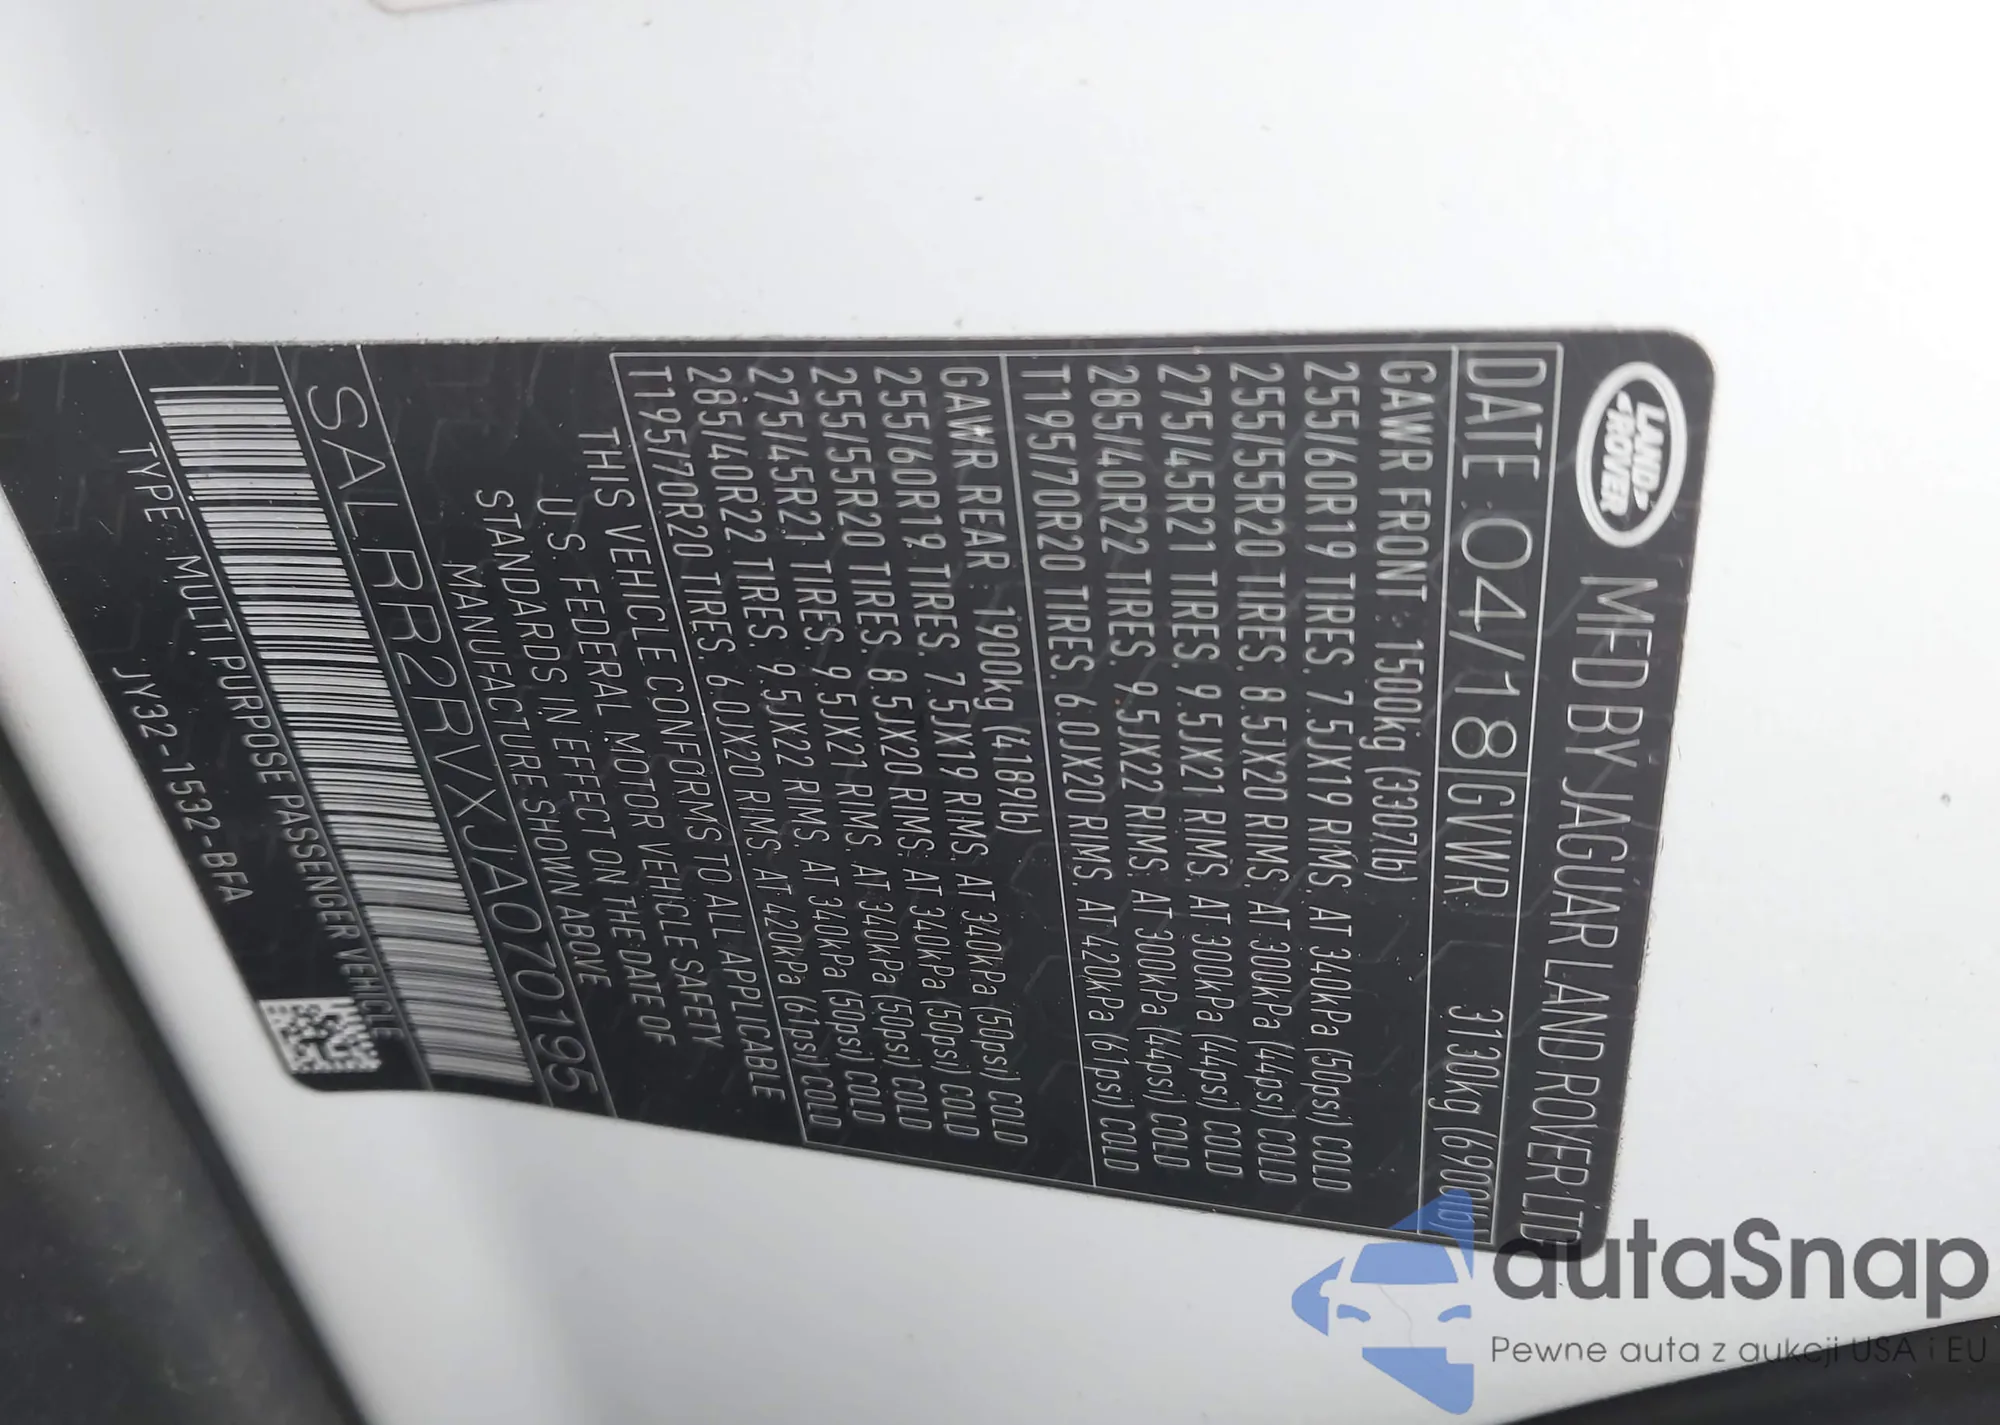 LAND
ROVER
MFD BY JAGUAR LAND ROVER LTD
DATE 04/18 GVWR 3130kg (6900lb)
GAWR FRONT : 1500kg (3307lb)
255/60R19 TIRES. 7.5JX19 RIMS. AT 340kPa (50psi) COLD
255/55R20 TIRES. 8.5JX20 RIMS. AT 300kPa (44psi) COLD
275/45R21 TIRES. 9.5JX21 RIMS. AT 300kPa (44psi) COLD
285/40R22 TIRES. 9.5JX22 RIMS. AT 300kPa (44psi) COLD
T195/70R20 TIRES. 6.0JX20 RIMS. AT 420kPa (61psi) COLD
GAWR REAR : 1900kg (4189lb)
255/60R19 TIRES. 7.5JX19 RIMS. AT 340kPa (50psi) COLD
255/55R20 TIRES. 8.5JX20 RIMS. AT 340kPa (50psi) COLD
275/45R21 TIRES. 9.5JX21 RIMS. AT 340kPa (50psi) COLD
285/40R22 TIRES. 9.5JX22 RIMS. AT 340kPa (50psi) COLD
T195/70R20 TIRES. 6.0JX20 RIMS. AT 420kPa (61psi) COLD
THIS VEHICLE CONFORMS TO ALL APPLICABLE
U.S. FEDERAL MOTOR VEHICLE SAFETY
STANDARDS IN EFFECT ON THE DATE OF
MANUFACTURE SHOWN ABOVE
SALRR2RVXJA070195
TYPE : MULTI PURPOSE PASSENGER VEHICLE
JY32-1532-BFA
autaSnap
Pewne auta z aukcji USA i EU